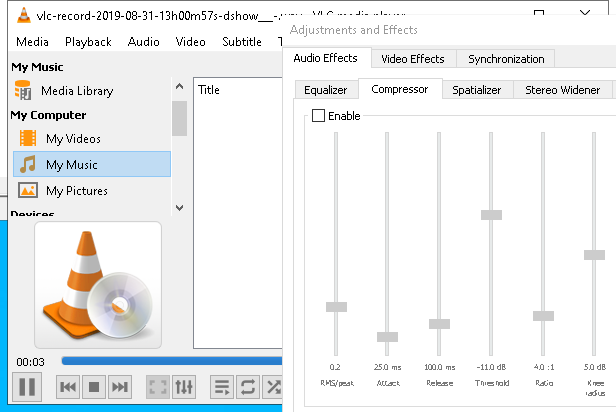 vlc-record-2019-08-31-13h00m57s-dshow___-.wav - VLC media player
Adjustments and Effects
Media Playback Audio Video Subtitle
Audio Effects Video Effects Synchronization
My Music
Media Library
Title
Equalizer Compressor Spatializer Stereo Widener
My Computer
Enable
My Videos
My Music
My Pictures
Devices
00:03
0.2 25.0 ms 100.0 ms -11.0 dB 4.0 :1 5.0 dB
RMS/peak Attack Release Threshold Ratio Knee
radius